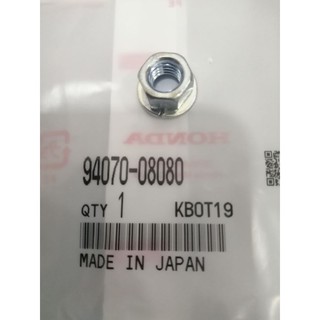 HONDA
94070-08080
QTY 1 KB0T19
MADE IN JAPAN